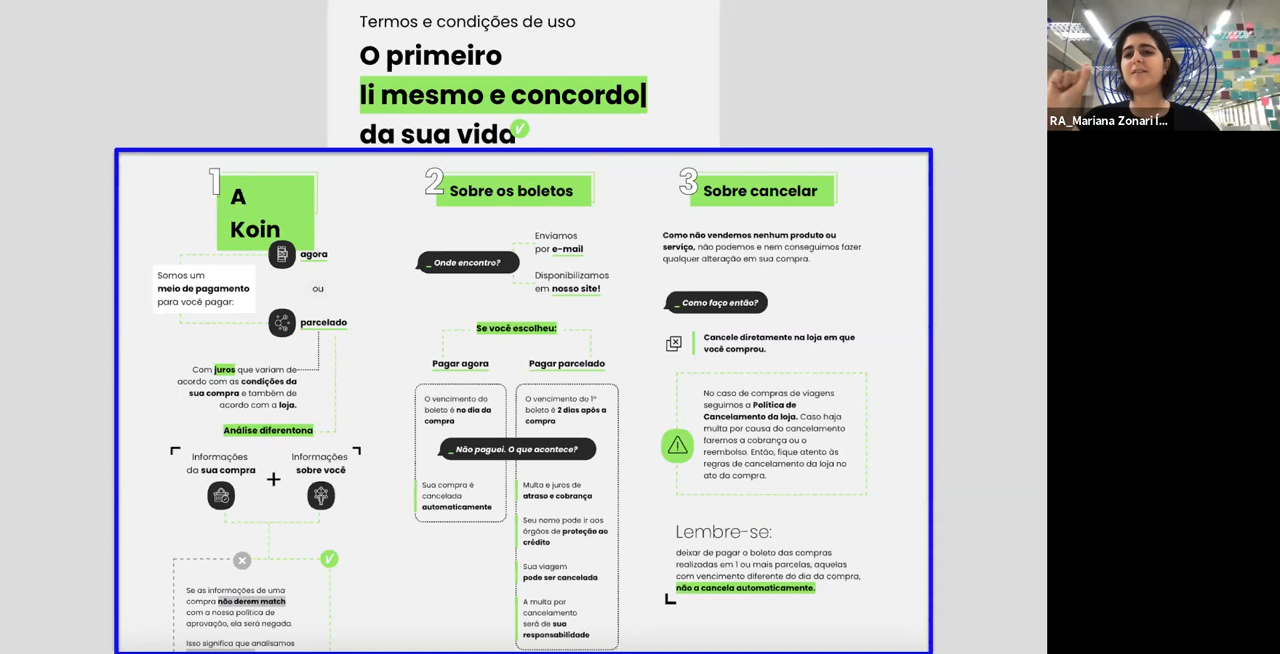 Termos e condições de uso
O primeiro
li mesmo e concordo|
da sua vida
1
A
Koin
agora
Somos um
meio de pagamento
para você pagar:
ou
parcelado
Com juros que variam de
acordo com as condições da
sua compra e também de
acordo com a loja.
Análise diferentona
Informações
da sua compra
+
Informações
sobre você
Se as informações de uma
compra não derem match
com a nossa política de
aprovação, ela será negada.
Isso significa que analisamos
2
Sobre os boletos
_ Onde encontro?
Enviamos
por e-mail
Disponibilizamos
em nosso site!
Se você escolheu:
Pagar agora
Pagar parcelado
O vencimento do
boleto é no dia da
compra
O vencimento do 1º
boleto é 2 dias após a
compra
_ Não paguei. O que acontece?
Sua compra é
cancelada
automaticamente
Multa e juros de
atraso e cobrança
Seu nome pode ir aos
órgãos de proteção ao
crédito
Sua viagem
pode ser cancelada
A multa por
cancelamento
será de sua
responsabilidade
3
Sobre cancelar
Como não vendemos nenhum produto ou
serviço, não podemos e nem conseguimos fazer
qualquer alteração em sua compra.
_ Como faço então?
Cancele diretamente na loja em que
você comprou.
No caso de compras de viagens
seguimos a Política de
Cancelamento da loja. Caso haja
multa por causa do cancelamento
faremos a cobrança ou o
reembolso. Então, fique atento às
regras de cancelamento da loja no
ato da compra.
Lembre-se:
deixar de pagar o boleto das compras
realizadas em 1 ou mais parcelas, aquelas
com vencimento diferente do dia da compra,
não a cancela automaticamente.
RA_Mariana Zonari Í...